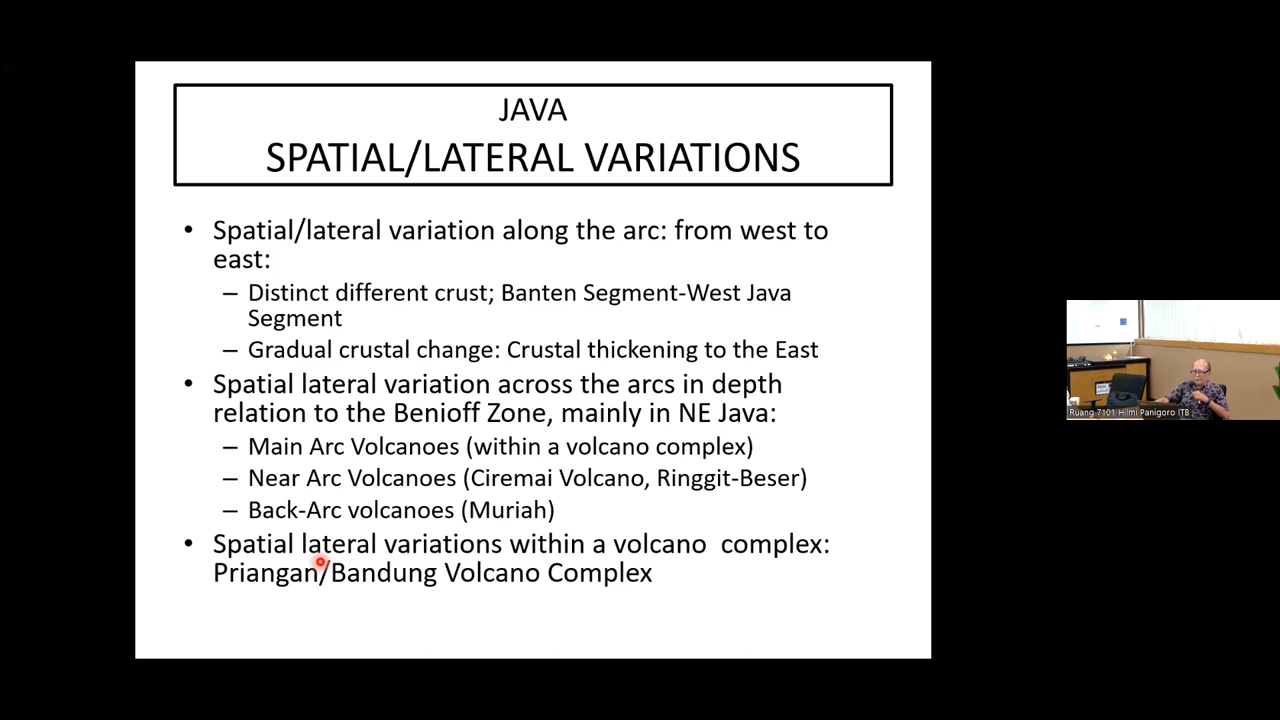 JAVA
SPATIAL/LATERAL VARIATIONS
• Spatial/lateral variation along the arc: from west to
east:
– Distinct different crust; Banten Segment-West Java
Segment
– Gradual crustal change: Crustal thickening to the East
• Spatial lateral variation across the arcs in depth
relation to the Benioff Zone, mainly in NE Java:
– Main Arc Volcanoes (within a volcano complex)
– Near Arc Volcanoes (Ciremai Volcano, Ringgit-Beser)
– Back-Arc volcanoes (Muriah)
• Spatial lateral variations within a volcano complex:
Priangan/Bandung Volcano Complex
Ruang 7101 Hilmi Panigoro ITB